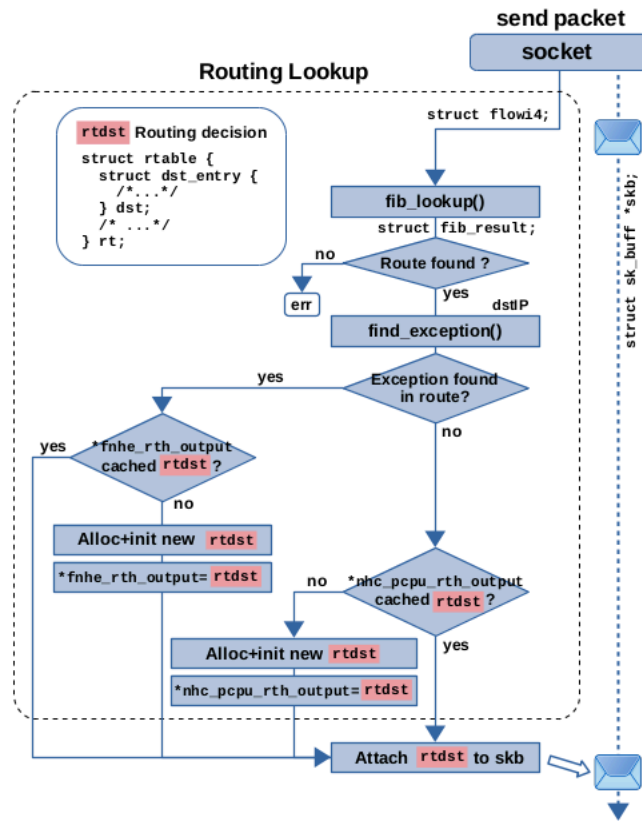 send packet
socket
Routing Lookup
struct flowi4;
rtdst Routing decision
struct rtable {
struct dst_entry {
/*...*/
} dst;
/* ...*/
} rt;
struct sk_buff *skb;
fib_lookup()
struct fib_result;
no
Route found ?
err
yes
dstIP
find_exception()
yes
Exception found
in route?
no
yes
*fnhe_rth_output
cached rtdst ?
no
Alloc+init new rtdst
*fnhe_rth_output= rtdst
no
*nhc_pcpu_rth_output
cached rtdst ?
yes
Alloc+init new rtdst
*nhc_pcpu_rth_output= rtdst
Attach rtdst to skb